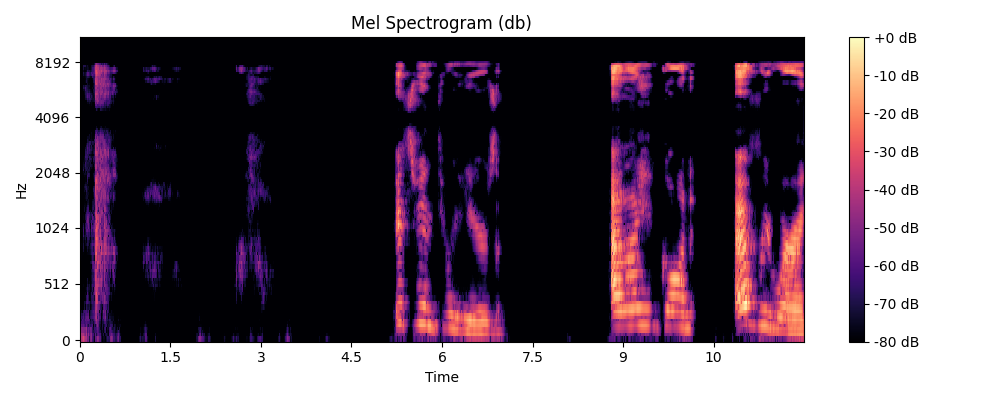 Mel Spectrogram (db)
Hz
8192
4096
2048
1024
512
0
0 1.5 3 4.5 6 7.5 9 10
Time
+0 dB
-10 dB
-20 dB
-30 dB
-40 dB
-50 dB
-60 dB
-70 dB
-80 dB